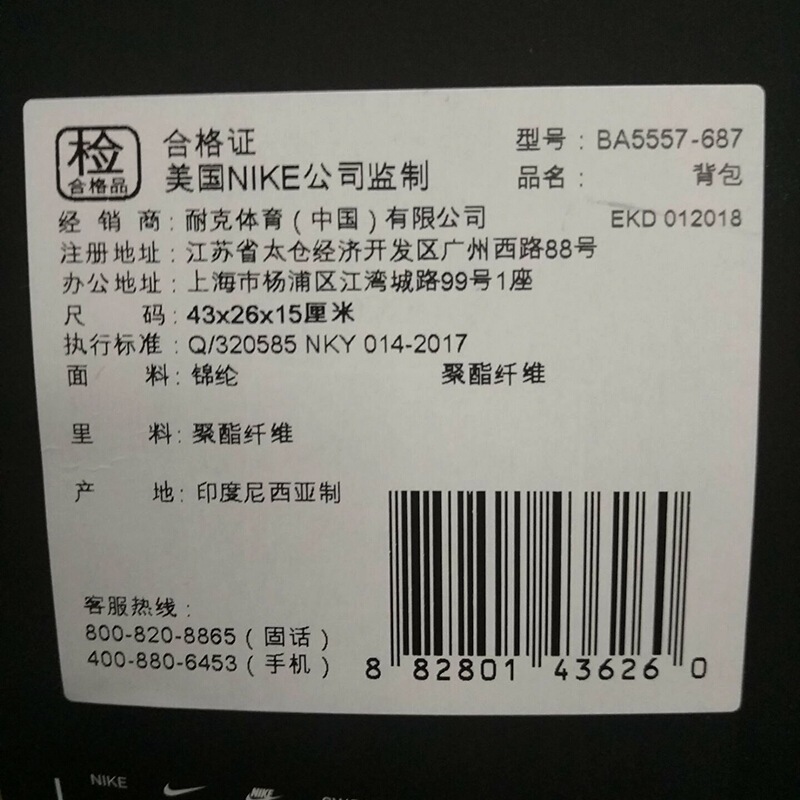 检
合格品
合格证
美国NIKE公司监制
型号：BA5557-687
品名：背包
经 销 商：耐克体育（中国）有限公司
EKD 012018
注册地址：江苏省太仓经济开发区广州西路88号
办公地址：上海市杨浦区江湾城路99号1座
尺 码：43x26x15厘米
执行标准：Q/320585 NKY 014-2017
面 料：锦纶 聚酯纤维
里 料：聚酯纤维
产 地：印度尼西亚制
客服热线：
800-820-8865（固话）
400-880-6453（手机）
8 82801 43626 0
NIKE
NIKE